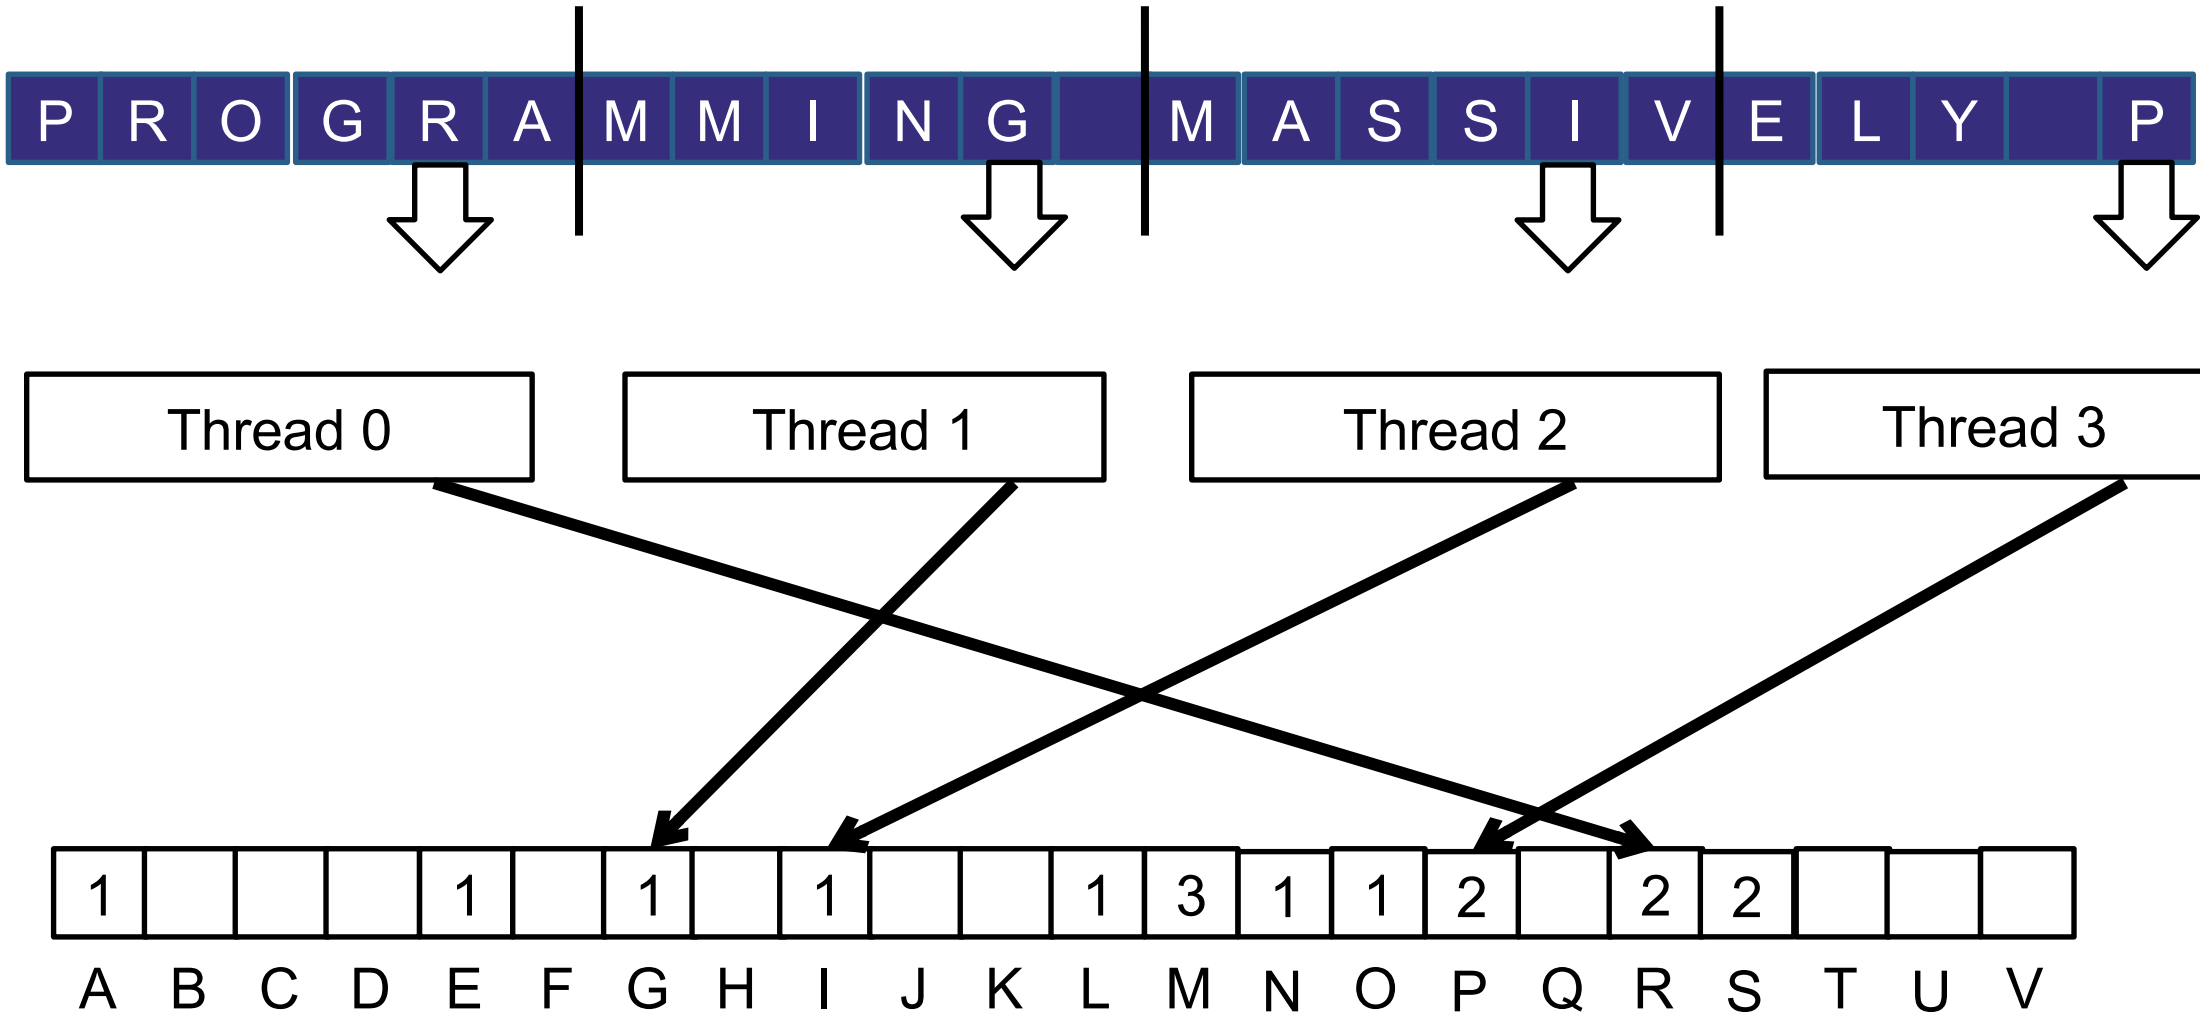 P R O G R A M M I N G M A S S I V E L Y P
Thread 0 Thread 1 Thread 2 Thread 3
1 1 1 1 1 3 1 1 2 2 2
A B C D E F G H I J K L M N O P Q R S T U V